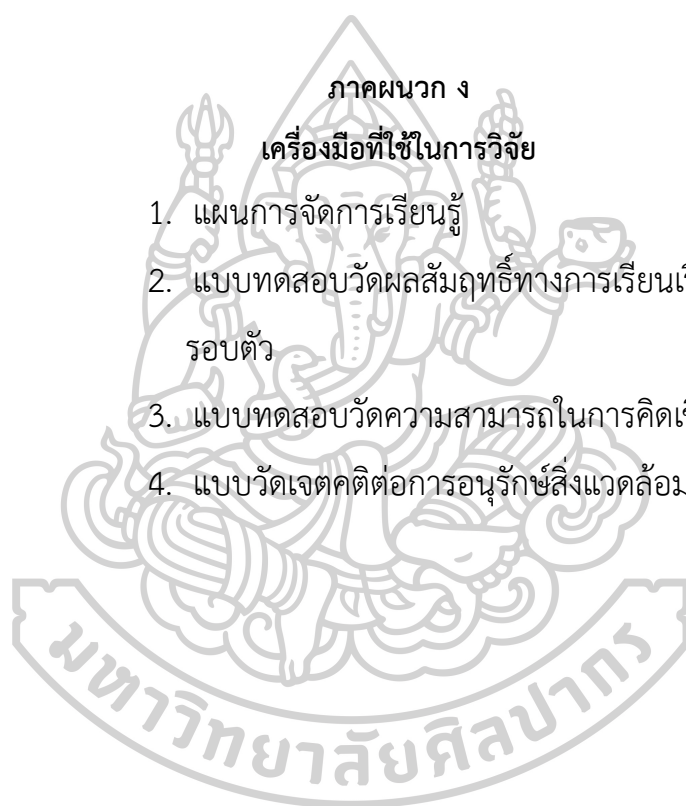 ภาคผนวก ง
เครื่องมือที่ใช้ในการวิจัย
1. แผนการจัดการเรียนรู้
2. แบบทดสอบวัดผลสัมฤทธิ์ทางการเรียน
รอบตัว
3. แบบทดสอบวัดความสามารถในการคิด
4. แบบวัดเจตคติต่อการอนุรักษ์สิ่งแวดล้อม
มหาวิทยาลัยศิลปากร